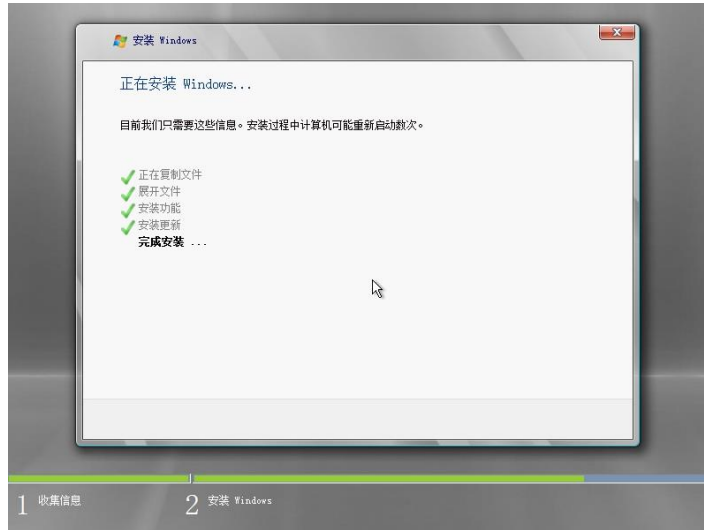 安装 Windows
正在安装 Windows...
目前我们只需要这些信息。安装过程中计算机可能重新启动数次。
正在复制文件
展开文件
安装功能
安装更新
完成安装 ...
1 收集信息
2 安装 Windows